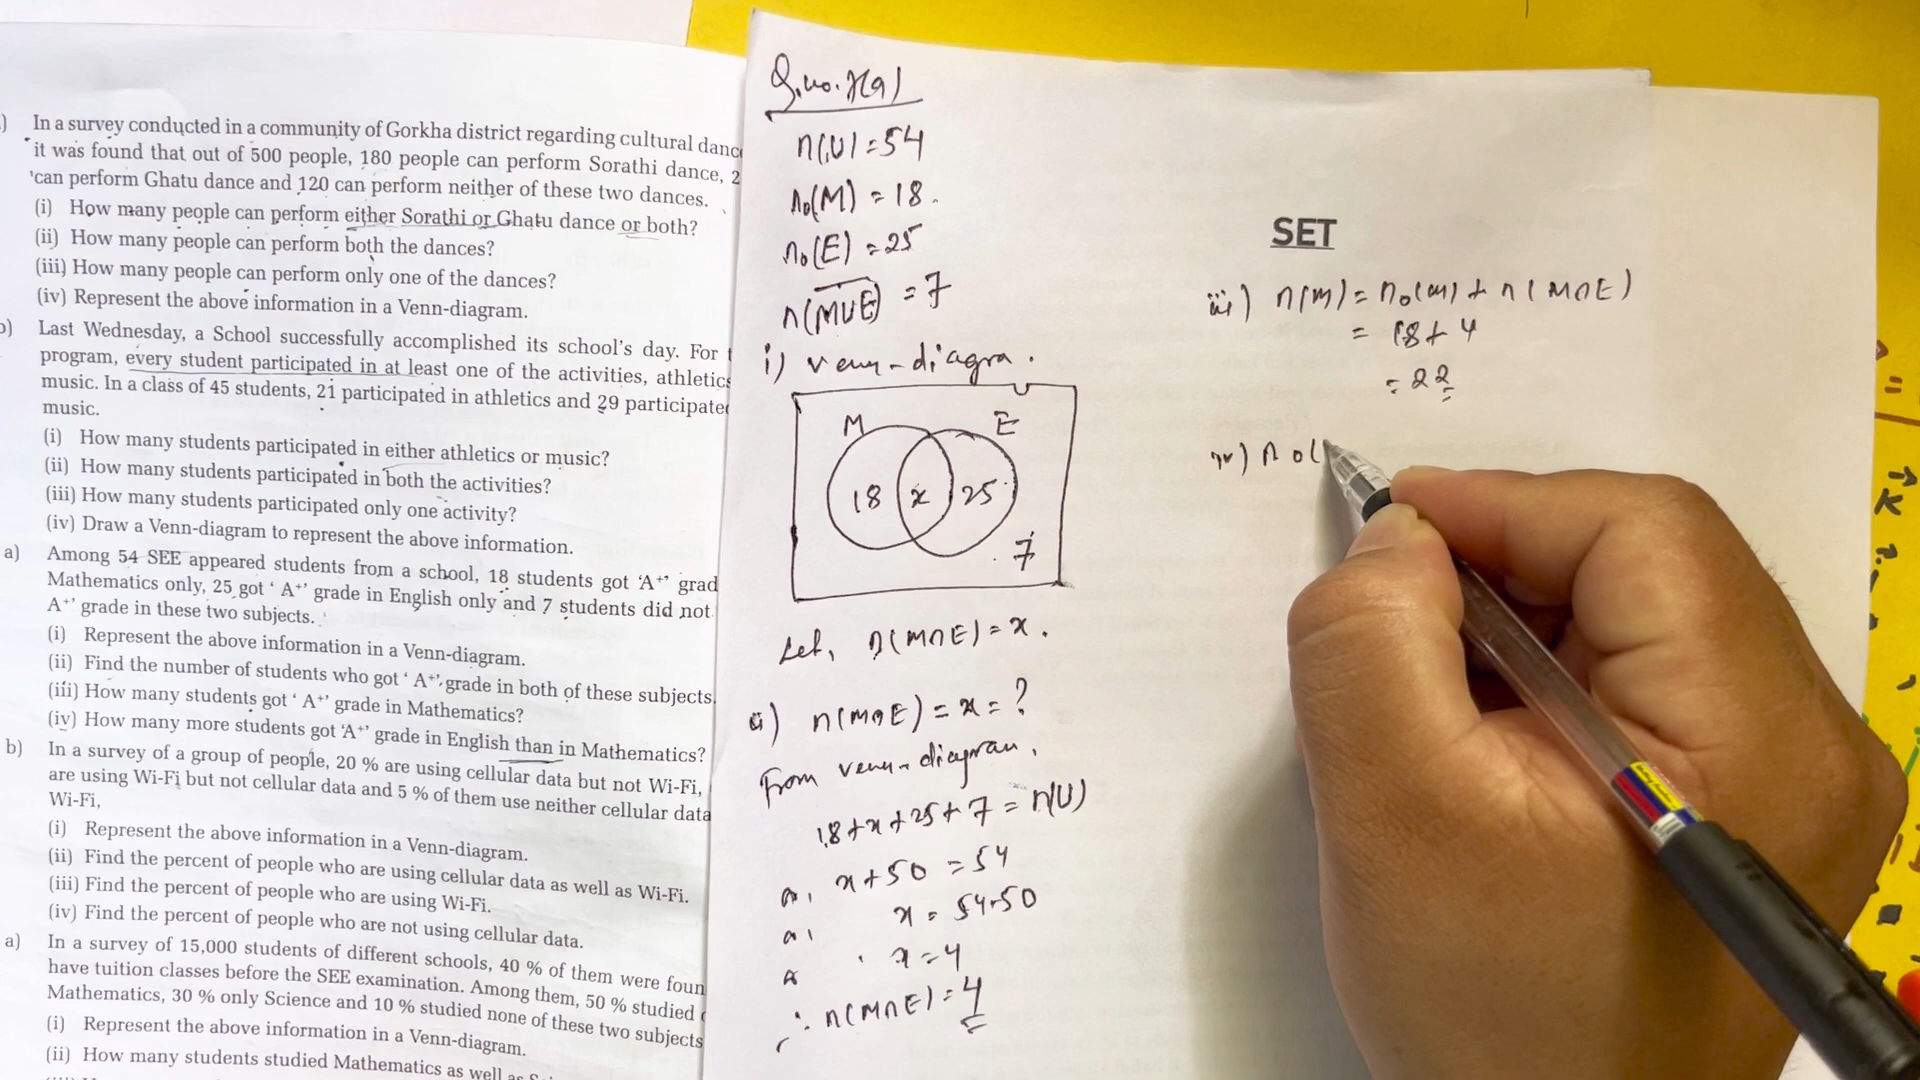 In a survey conducted in a community of Gorkha district regarding cultural danc
it was found that out of 500 people, 180 people can perform Sorathi dance, 2
can perform Ghatu dance and 120 can perform neither of these two dances.
(i) How many people can perform either Sorathi or Ghatu dance or both?
(ii) How many people can perform both the dances?
(iii) How many people can perform only one of the dances?
(iv) Represent the above information in a Venn-diagram.
Last Wednesday, a School successfully accomplished its school's day. For
program, every student participated in at least one of the activities, athletics
music. In a class of 45 students, 21 participated in athletics and 29 participate
music.
(i) How many students participated in either athletics or music?
(ii) How many students participated in both the activities?
(iii) How many students participated only one activity?
(iv) Draw a Venn-diagram to represent the above information.
a) Among 54 SEE appeared students from a school, 18 students got 'A⁺' grad
Mathematics only, 25 got ' A⁺' grade in English only and 7 students did not
A⁺' grade in these two subjects.
(i) Represent the above information in a Venn-diagram.
(ii) Find the number of students who got ' A⁺' grade in both of these subjects.
(iii) How many students got ' A⁺' grade in Mathematics?
(iv) How many more students got 'A⁺' grade in English than in Mathematics?
b) In a survey of a group of people, 20 % are using cellular data but not Wi-Fi,
are using Wi-Fi but not cellular data and 5 % of them use neither cellular data
Wi-Fi,
(i) Represent the above information in a Venn-diagram.
(ii) Find the percent of people who are using cellular data as well as Wi-Fi.
(iii) Find the percent of people who are using Wi-Fi.
(iv) Find the percent of people who are not using cellular data.
a) In a survey of 15,000 students of different schools, 40 % of them were foun
have tuition classes before the SEE examination. Among them, 50 % studied
Mathematics, 30 % only Science and 10 % studied none of these two subjects
(i) Represent the above information in a Venn-diagram.
(ii) How many students studied Mathematics as well as
Q.no. 7(a)
n(U) = 54
n₀(M) = 18.
n₀(E) = 25
n(M̅U̅E̅) = 7
i) venn-diagra.
M E
18 x 25
7
Let, n(M∩E) = x.
ii) n(M∩E) = x = ?
From venn-diagram,
18+x+25+7 = n(U)
x+50 = 54
x = 54-50
x = 4
∴ n(M∩E) = 4
SET
iii) n(M) = n₀(M) + n(M∩E)
= 18 + 4
= 22
iv) n₀(